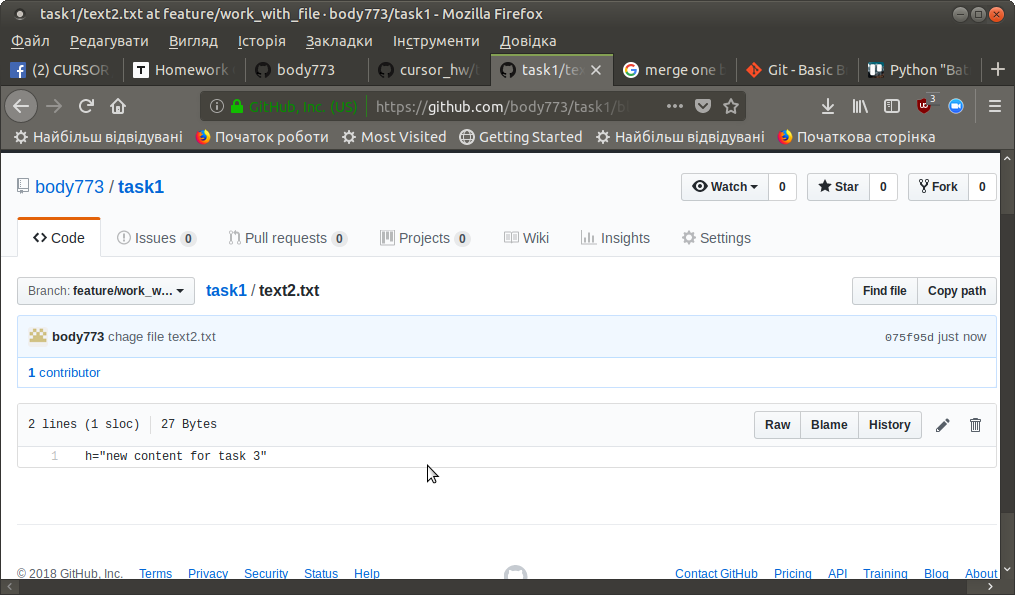 task1/text2.txt at feature/work_with_file · body773/task1 - Mozilla Firefox
Файл Редагувати Вигляд Історія Закладки Інструменти Довідка
(2) CURSOR Homework body773 cursor_hw/ task1/te merge one Git - Basic Python "Bat
GitHub, Inc. (US) https://github.com/body773/task1/ 3
Найбільш відвідувані Початок роботи Most Visited Getting Started Найбільш відвідувані Початкова сторінка
body773 / task1 Watch 0 Star 0 Fork 0
Code Issues 0 Pull requests 0 Projects 0 Wiki Insights Settings
Branch: feature/work_w... task1 / text2.txt Find file Copy path
body773 chage file text2.txt 075f95d just now
1 contributor
2 lines (1 sloc) 27 Bytes Raw Blame History
1 h="new content for task 3"
© 2018 GitHub, Inc. Terms Privacy Security Status Help Contact GitHub Pricing API Training Blog About